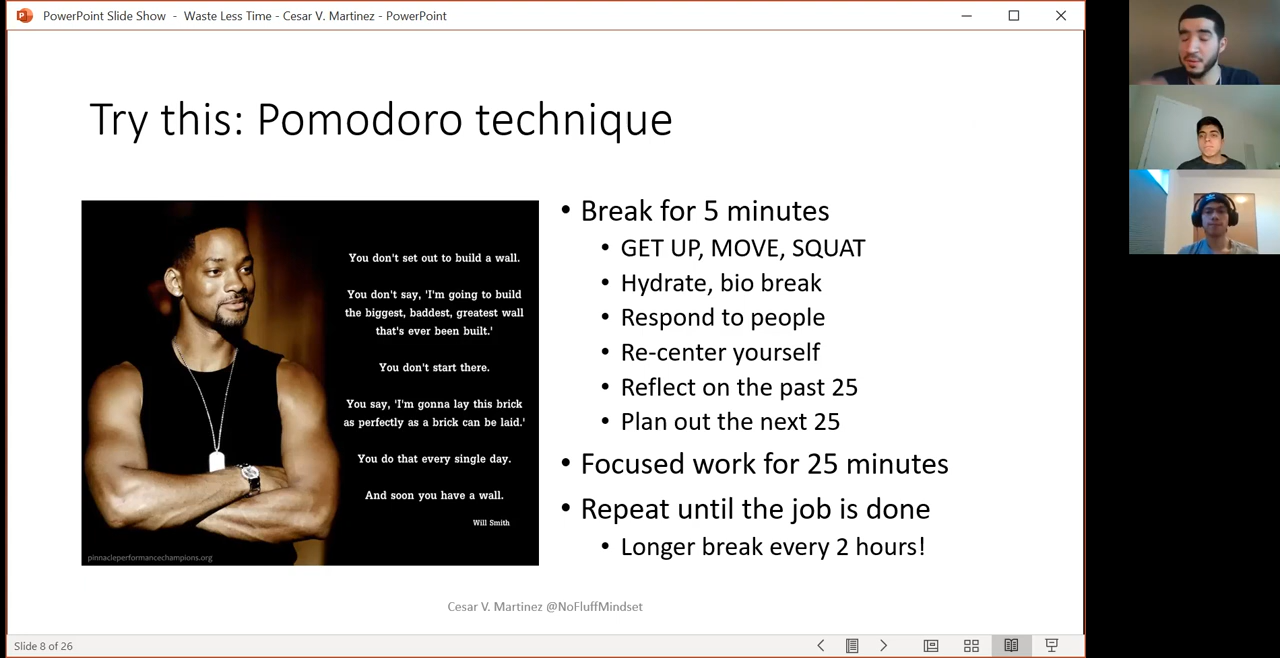 PowerPoint Slide Show - Waste Less Time - Cesar V. Martinez - PowerPoint
Try this: Pomodoro technique
You don't set out to build a wall.
You don't say, 'I'm going to build
the biggest, baddest, greatest wall
that's ever been built.'
You don't start there.
You say, 'I'm gonna lay this brick
as perfectly as a brick can be laid.'
You do that every single day.
And soon you have a wall.
Will Smith
pinnacleperformancechampions.org
• Break for 5 minutes
• GET UP, MOVE, SQUAT
• Hydrate, bio break
• Respond to people
• Re-center yourself
• Reflect on the past 25
• Plan out the next 25
• Focused work for 25 minutes
• Repeat until the job is done
• Longer break every 2 hours!
Cesar V. Martinez @NoFluffMindset
Slide 8 of 26